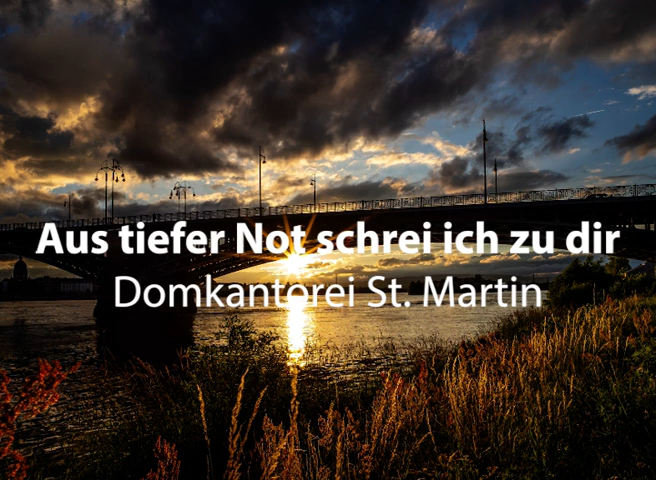 Aus tiefer Not schrei ich zu dir
Domkantorei St. Martin